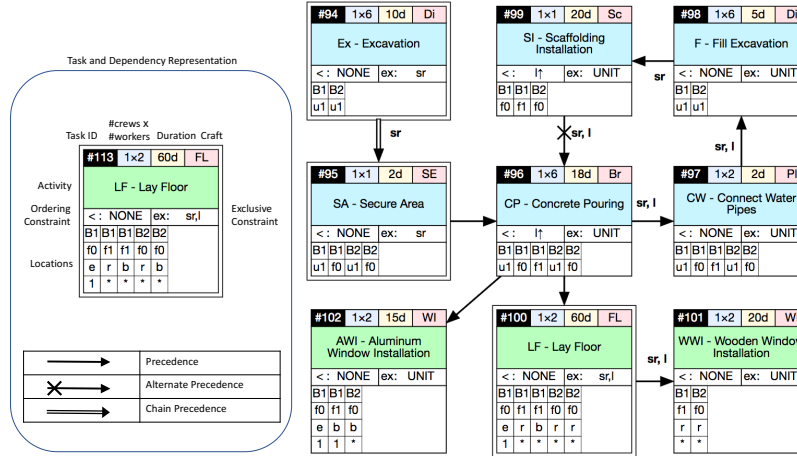 Task and Dependency Representation
#crews x
Task ID #workers Duration Craft
#113 1×2 60d FL
Activity LF - Lay Floor
Ordering Constraint < : NONE ex: sr,l Exclusive Constraint
B1 B1 B1 B2 B2
f0 f1 f1 f0 f0
Locations
e r b r b
1 * * * *
Precedence
Alternate Precedence
Chain Precedence
#94 1×6 10d Di
Ex - Excavation
< : NONE ex: sr
B1 B2
u1 u1
sr
#99 1×1 20d Sc
SI - Scaffolding
Installation
< : l↑ ex: UNIT
B1 B1 B2
f0 f1 f0
sr, l
#98 1×6 5d Di
F - Fill Excavation
< : NONE ex: UNIT
B1 B2
u1 u1
sr
sr, l
#95 1×1 2d SE
SA - Secure Area
< : NONE ex: sr
B1 B1 B2 B2
u1 f0 u1 f0
#96 1×6 18d Br
CP - Concrete Pouring
< : l↑ ex: UNIT
B1 B1 B1 B2 B2
u1 f0 f1 u1 f0
sr, l
#97 1×2 2d Pl
CW - Connect Water
Pipes
< : NONE ex: UNIT
B1 B1 B1 B2 B2
u1 f0 f1 u1 f0
#102 1×2 15d WI
AWI - Aluminum
Window Installation
< : NONE ex: UNIT
B1 B1 B2
f0 f1 f0
e b b
1 1 *
#100 1×2 60d FL
LF - Lay Floor
< : NONE ex: sr,l
B1 B1 B1 B2 B2
f0 f1 f1 f0 f0
e r b r r
1 * * * *
sr, l
#101 1×2 20d
WWI - Wooden Window
Installation
< : NONE ex: UNIT
B1 B1 B2
f0 f1 f0
r r r
* * *